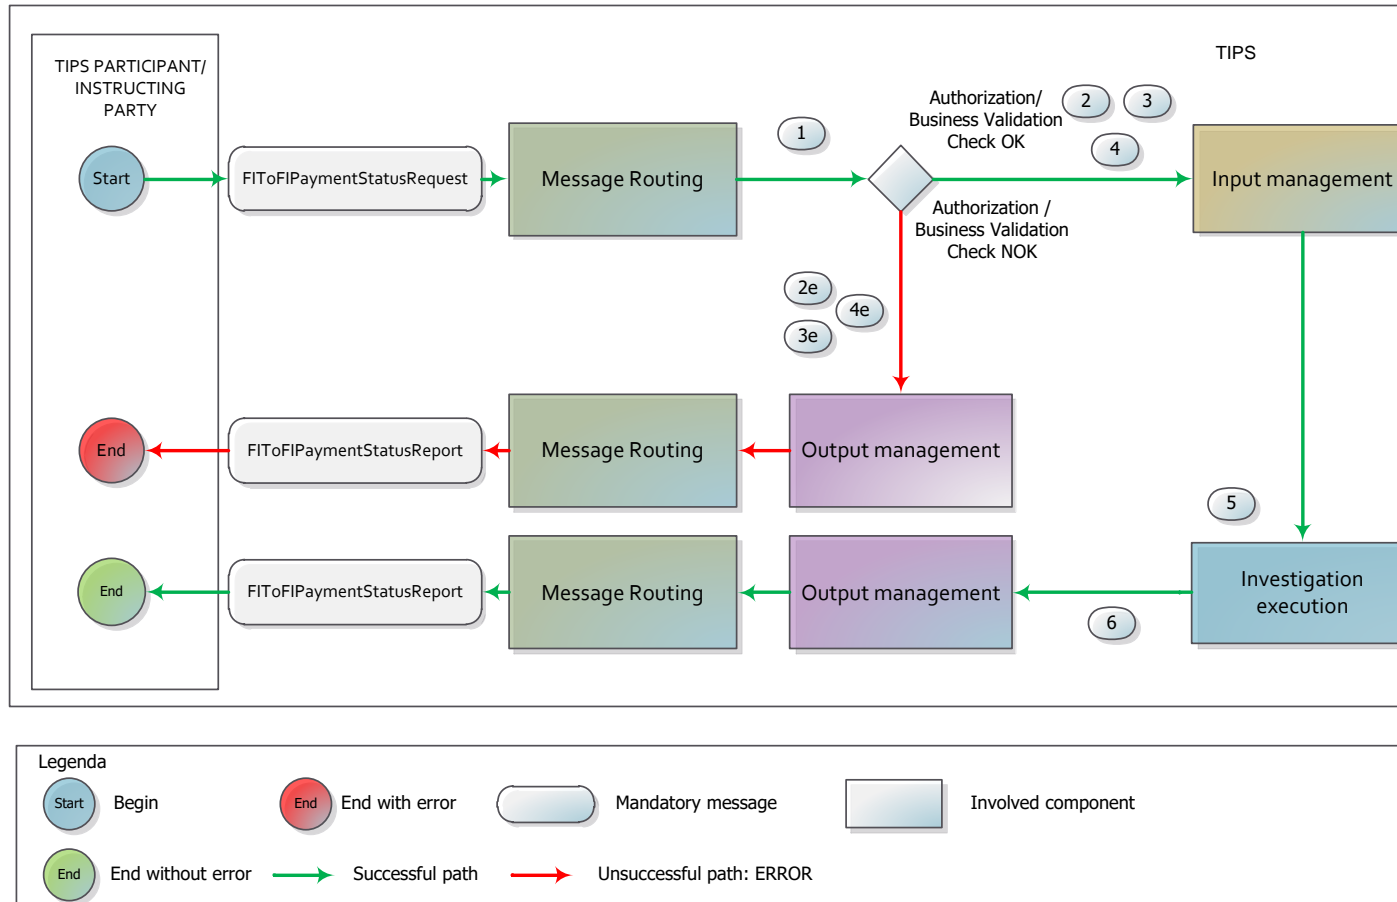 TIPS PARTICIPANT/
INSTRUCTING
PARTY
TIPS
Start
FIToFIPaymentStatusRequest
Message Routing
1
Authorization/
Business Validation
Check OK
2
3
4
Input management
Authorization /
Business Validation
Check NOK
2e
4e
3e
End
FIToFIPaymentStatusReport
Message Routing
Output management
5
End
FIToFIPaymentStatusReport
Message Routing
Output management
6
Investigation
execution
Legenda
Start
Begin
End
End with error
Mandatory message
Involved component
End
End without error
Successful path
Unsuccessful path: ERROR